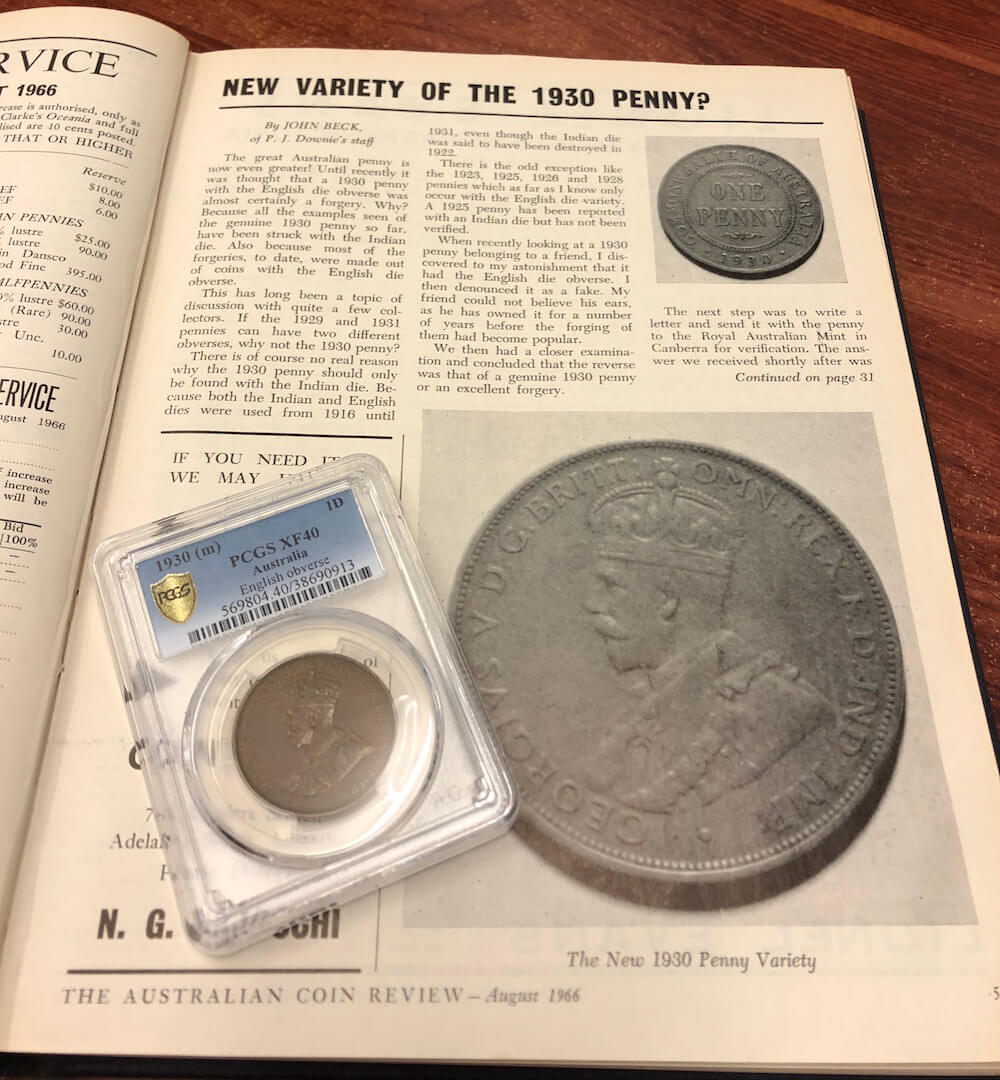 RVICE
T 1966
rease is authorised, only as
Clarke's Oceania and full
lised are 10 cents posted.
THAT OR HIGHER
Reserve
EF $10.00
EF 8.00
6.00
AN PENNIES
% lustre $25.00
lustre 90.00
in Dansco
od Fine 395.00
ALFPENNIES
0% lustre $60.00
(Rare) 90.00
stre 30.00
r Unc.
10.00
ERVICE
ugust 1966
f increase
increase
will be
Bid
100%
NEW VARIETY OF THE 1930 PENNY?
By JOHN BECK,
of P. J. Downie's staff
The great Australian penny is
now even greater! Until recently it
was thought that a 1930 penny
with the English die obverse was
almost certainly a forgery. Why?
Because all the examples seen of
the genuine 1930 penny so far,
have been struck with the Indian
die. Also because most of the
forgeries, to date, were made out
of coins with the English die
obverse.
This has long been a topic of
discussion with quite a few col-
lectors. If the 1929 and 1931
pennies can have two different
obverses, why not the 1930 penny?
There is of course no real reason
why the 1930 penny should only
be found with the Indian die. Be-
cause both the Indian and English
dies were used from 1916 until
1931, even though the Indian die
was said to have been destroyed in
1922.
There is the odd exception like
the 1923, 1925, 1926 and 1928
pennies which as far as I know only
occur with the English die variety.
A 1925 penny has been reported
with an Indian die but has not been
verified.
When recently looking at a 1930
penny belonging to a friend, I dis-
covered to my astonishment that it
had the English die obverse. I
then denounced it as a fake. My
friend could not believe his ears,
as he has owned it for a number
of years before the forging of
them had become popular.
We then had a closer examina-
tion and concluded that the reverse
was that of a genuine 1930 penny
or an excellent forgery.
COMMONWEALTH OF AUSTRALIA
ONE
PENNY
1930
The next step was to write a
letter and send it with the penny
to the Royal Australian Mint in
Canberra for verification. The ans-
wer we received shortly after was
Continued on page 31
IF YOU NEED IT
WE MAY
1930 (m) PCGS XF40 1D
Australia
English obverse
569804.40/38690913
PCGS
Adelai
N. G. CCHI
GEORGIVS V D.G. BRITT: OMN: REX F.D. IND: IMP:
The New 1930 Penny Variety
THE AUSTRALIAN COIN REVIEW — August 1966
5